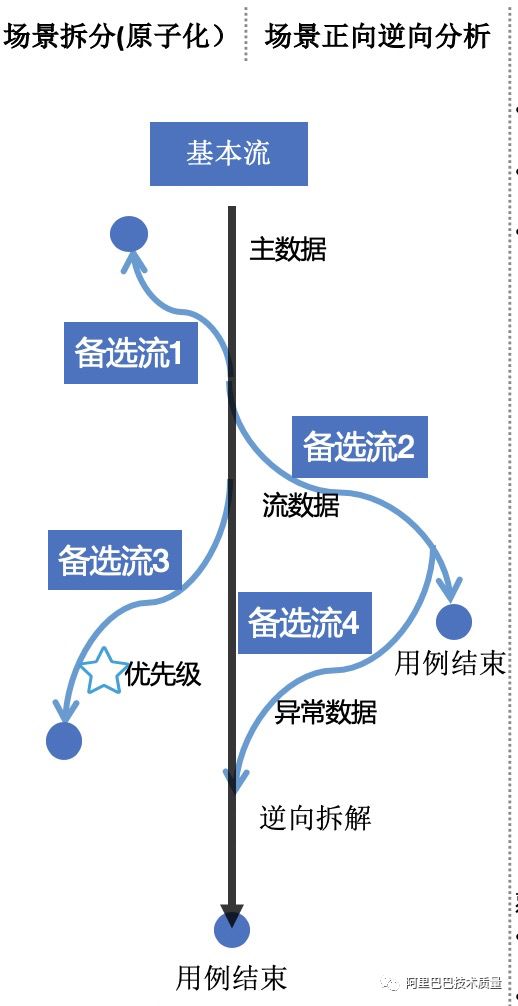 场景拆分(原子化）
场景正向逆向分析
基本流
主数据
备选流1
备选流2
流数据
备选流3
备选流4
用例结束
优先级
异常数据
逆向拆解
用例结束
阿里巴巴技术质量